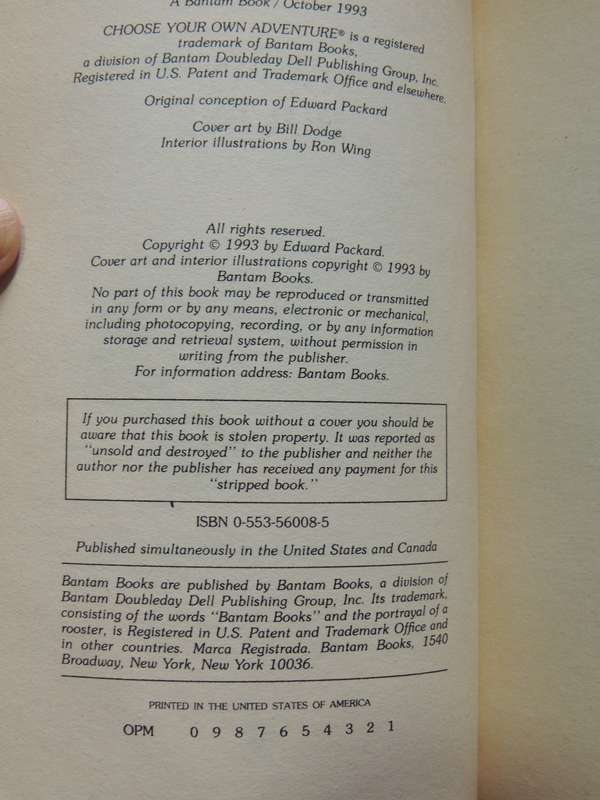 A Bantam Book / October 1993
CHOOSE YOUR OWN ADVENTURE® is a registered
trademark of Bantam Books,
a division of Bantam Doubleday Dell Publishing Group, Inc.
Registered in U.S. Patent and Trademark Office and elsewhere.
Original conception of Edward Packard
Cover art by Bill Dodge
Interior illustrations by Ron Wing
All rights reserved.
Copyright © 1993 by Edward Packard.
Cover art and interior illustrations copyright © 1993 by
Bantam Books.
No part of this book may be reproduced or transmitted
in any form or by any means, electronic or mechanical,
including photocopying, recording, or by any information
storage and retrieval system, without permission in
writing from the publisher.
For information address: Bantam Books.
If you purchased this book without a cover you should be
aware that this book is stolen property. It was reported as
"unsold and destroyed" to the publisher and neither the
author nor the publisher has received any payment for this
"stripped book."
ISBN 0-553-56008-5
Published simultaneously in the United States and Canada
Bantam Books are published by Bantam Books, a division of
Bantam Doubleday Dell Publishing Group, Inc. Its trademark,
consisting of the words "Bantam Books" and the portrayal of a
rooster, is Registered in U.S. Patent and Trademark Office and
in other countries. Marca Registrada. Bantam Books, 1540
Broadway, New York, New York 10036.
PRINTED IN THE UNITED STATES OF AMERICA
OPM 0 9 8 7 6 5 4 3 2 1